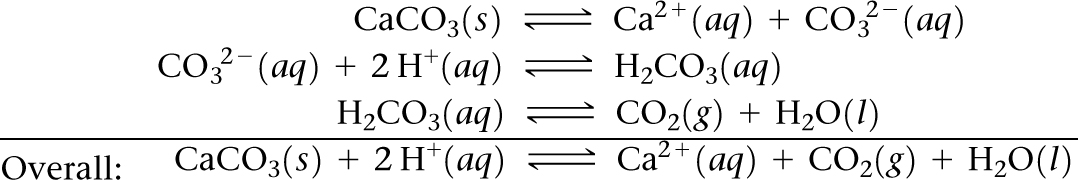 CaCO₃(s) ⇌ Ca²⁺(aq) + CO₃²⁻(aq)
CO₃²⁻(aq) + 2 H⁺(aq) ⇌ H₂CO₃(aq)
H₂CO₃(aq) ⇌ CO₂(g) + H₂O(l)
Overall: CaCO₃(s) + 2 H⁺(aq) ⇌ Ca²⁺(aq) + CO₂(g) + H₂O(l)